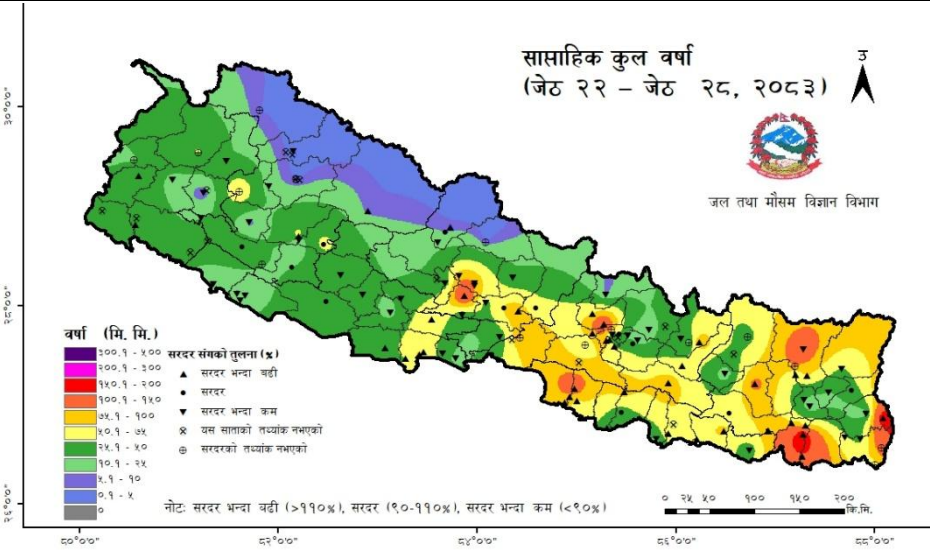 साप्ताहिक कुल वर्षा
(जेठ २२ – जेठ २८, २०८३)
उ
जल तथा मौसम विज्ञान विभाग
३०°०'०"
२८°०'०"
२६°०'०"
वर्षा (मि. मि.)
३००.१ - ५००
२००.१ - ३००
१५०.१ - २००
१००.१ - १५०
७५.१ - १००
५०.१ - ७५
२५.१ - ५०
१०.१ - २५
५.१ - १०
०.१ - ५
०
सरदर संगको तुलना (%)
सरदर भन्दा बढी
सरदर
सरदर भन्दा कम
यस साताको तथ्यांक नभएको
सरदरको तथ्यांक नभएको
नोटः सरदर भन्दा बढी (>११०%), सरदर (९०-११०%), सरदर भन्दा कम (<९०%)
० २५ ५० १०० १५० २००
कि.मि.
८०°०'०" ८२°०'०" ८४°०'०" ८६°०'०" ८८°०'०"